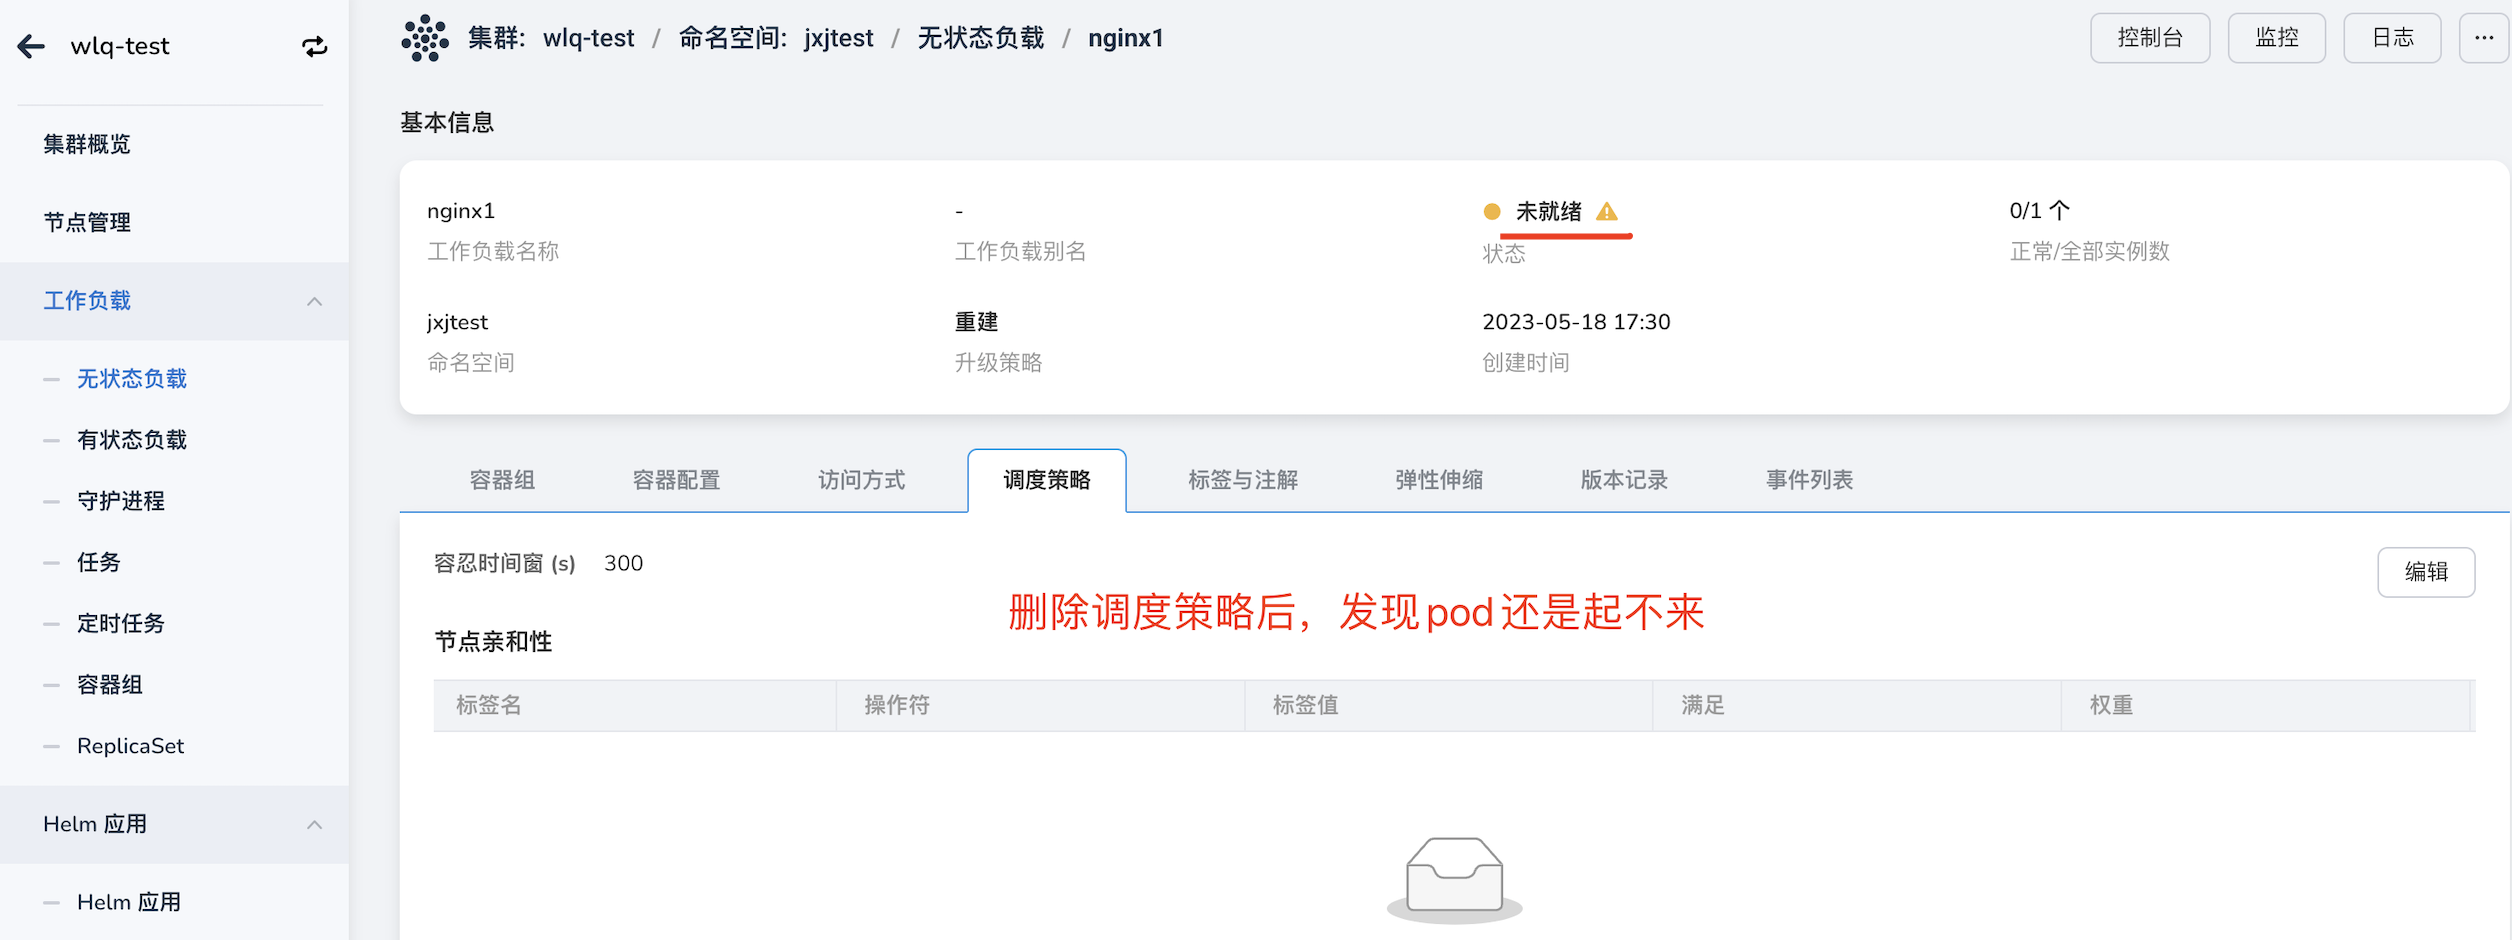 wlq-test
集群概览
节点管理
工作负载
无状态负载
有状态负载
守护进程
任务
定时任务
容器组
ReplicaSet
Helm 应用
Helm 应用
集群: wlq-test / 命名空间: jxjtest / 无状态负载 / nginx1
控制台 监控 日志 ...
基本信息
nginx1 - 未就绪 0/1 个
工作负载名称 工作负载别名 状态 正常/全部实例数
jxjtest 重建 2023-05-18 17:30
命名空间 升级策略 创建时间
容器组 容器配置 访问方式 调度策略 标签与注解 弹性伸缩 版本记录 事件列表
容忍时间窗 (s) 300
编辑
删除调度策略后，发现pod还是起不来
节点亲和性
标签名 操作符 标签值 满足 权重